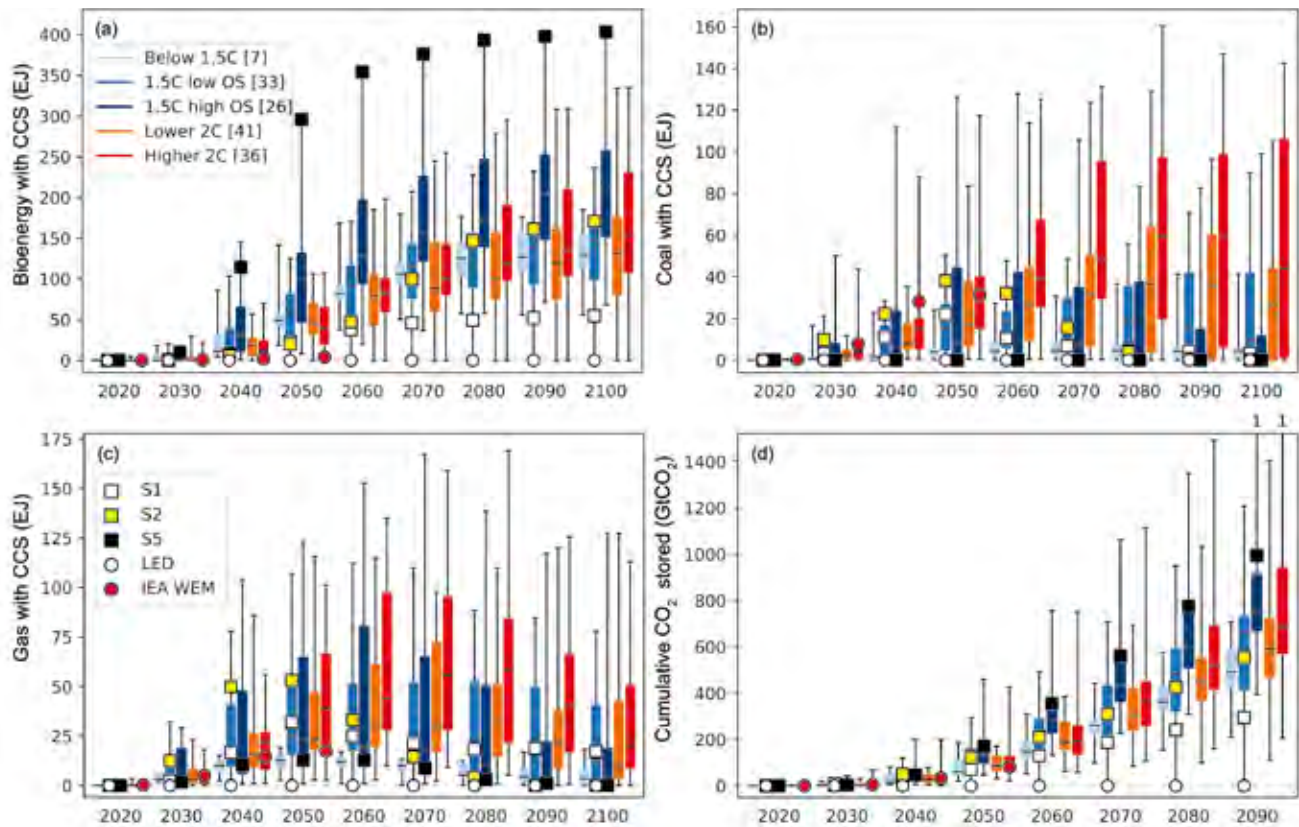 (a)
Bioenergy with CCS (EJ)
400
350
300
250
200
150
100
50
0
Below 1.5C [7]
1.5C low OS [33]
1.5C high OS [26]
Lower 2C [41]
Higher 2C [36]
2020 2030 2040 2050 2060 2070 2080 2090 2100
(b)
Coal with CCS (EJ)
160
140
120
100
80
60
40
20
0
2020 2030 2040 2050 2060 2070 2080 2090 2100
(c)
Gas with CCS (EJ)
175
150
125
100
75
50
25
0
S1
S2
S5
LED
IEA WEM
2020 2030 2040 2050 2060 2070 2080 2090 2100
(d)
Cumulative CO₂ stored (GtCO₂)
1 1
1400
1200
1000
800
600
400
200
0
2020 2030 2040 2050 2060 2070 2080 2090